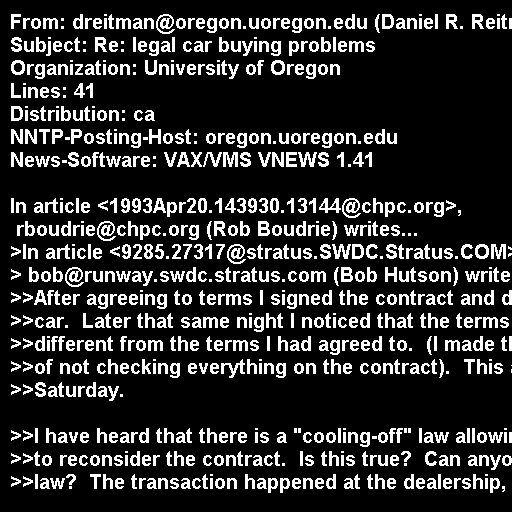 From: dreitman@oregon.uoregon.edu (Daniel R. Reitm
Subject: Re: legal car buying problems
Organization: University of Oregon
Lines: 41
Distribution: ca
NNTP-Posting-Host: oregon.uoregon.edu
News-Software: VAX/VMS VNEWS 1.41
In article <1993Apr20.143930.13144@chpc.org>,
rboudrie@chpc.org (Rob Boudrie) writes...
>In article <9285.27317@stratus.SWDC.Stratus.COM>
> bob@runway.swdc.stratus.com (Bob Hutson) write
>>After agreeing to terms I signed the contract and d
>>car.  Later that same night I noticed that the terms
>>different from the terms I had agreed to.  (I made th
>>of not checking everything on the contract).  This a
>>Saturday.
>>I have heard that there is a "cooling-off" law allowin
>>to reconsider the contract.  Is this true?  Can anyo
>>law?  The transaction happened at the dealership,